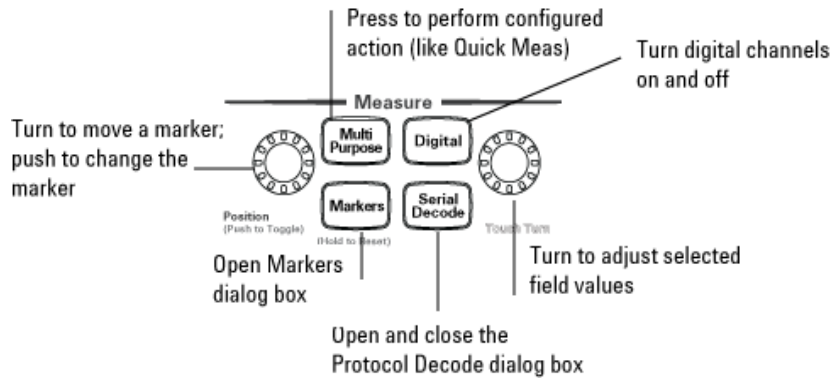 Press to perform configured
action (like Quick Meas)
Turn digital channels
on and off
Measure
Turn to move a marker;
push to change the
marker
Multi
Purpose
Digital
Markers
Serial
Decode
Position
(Push to Toggle)
(Hold to Reset)
Touch Turn
Open Markers
dialog box
Turn to adjust selected
field values
Open and close the
Protocol Decode dialog box